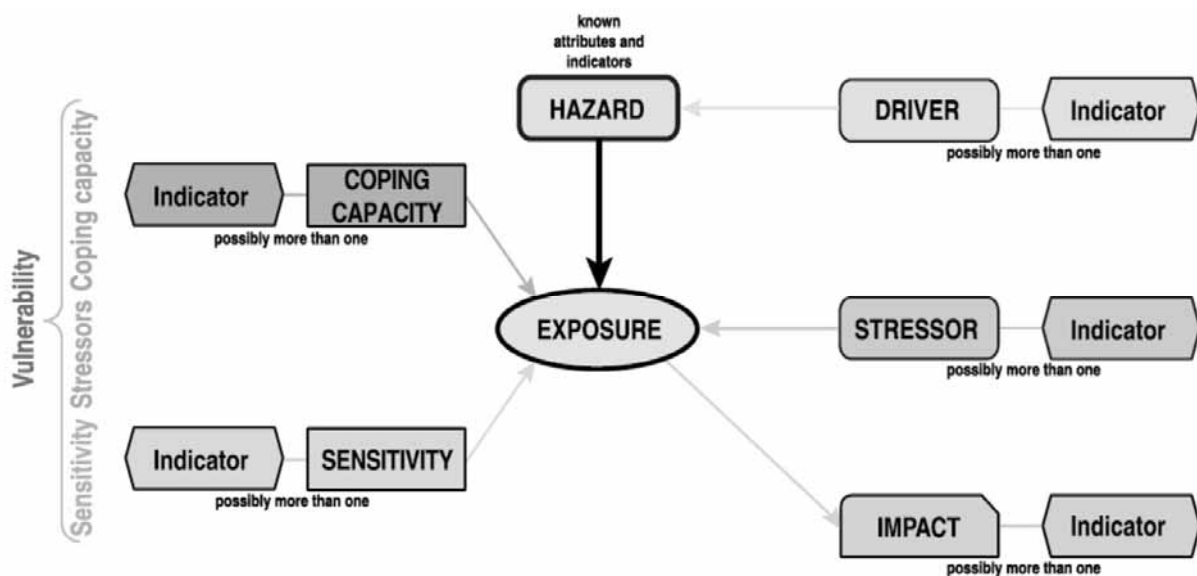 known
attributes and
indicators
HAZARD
DRIVER
Indicator
possibly more than one
Vulnerability
Sensitivity Stressors Coping capacity
Indicator
COPING
CAPACITY
possibly more than one
EXPOSURE
STRESSOR
Indicator
possibly more than one
Indicator
SENSITIVITY
possibly more than one
IMPACT
Indicator
possibly more than one